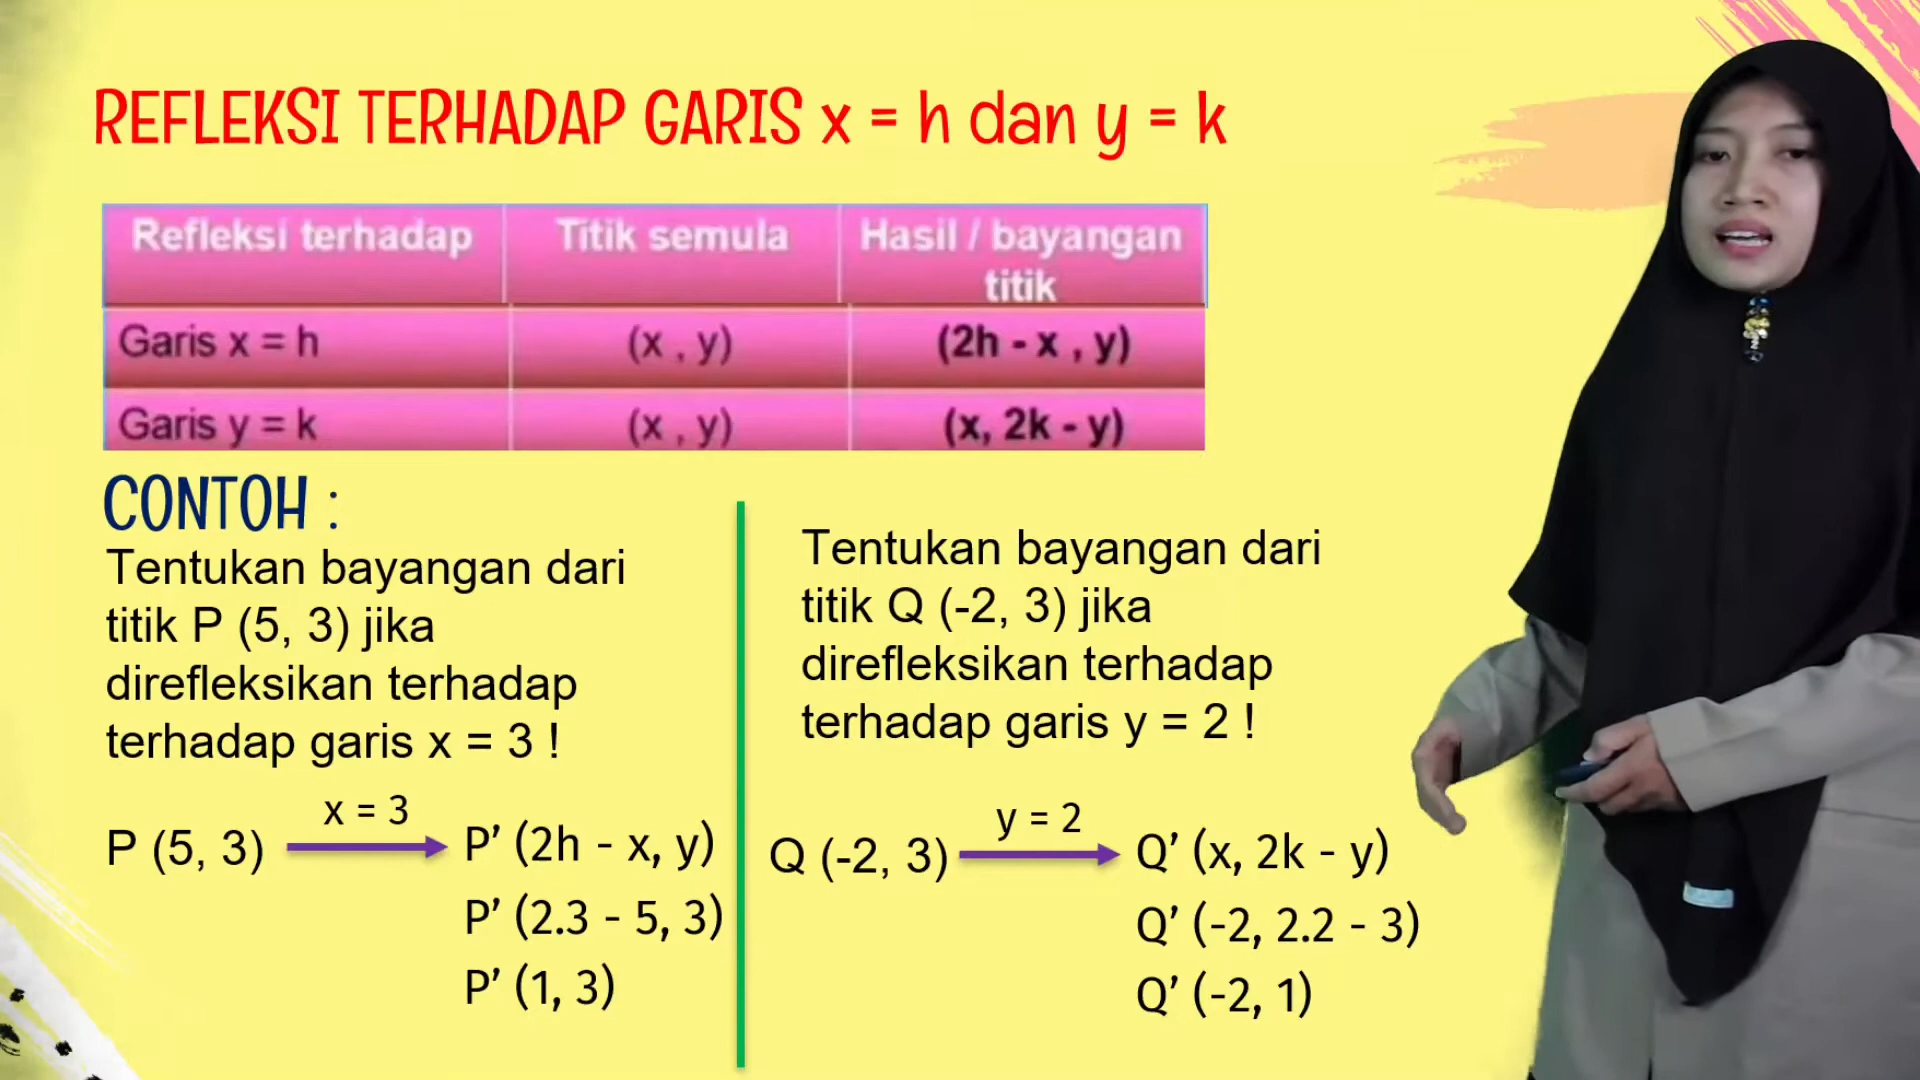 REFLEKSI TERHADAP GARIS x = h dan y = k
Refleksi terhadap
Titik semula
Hasil / bayangan
titik
Garis x = h
(x , y)
(2h - x , y)
Garis y = k
(x , y)
(x, 2k - y)
CONTOH :
Tentukan bayangan dari
titik P (5, 3) jika
direfleksikan terhadap
terhadap garis x = 3 !
x = 3
P (5, 3)
P’ (2h - x, y)
P’ (2.3 - 5, 3)
P’ (1, 3)
Tentukan bayangan dari
titik Q (-2, 3) jika
direfleksikan terhadap
terhadap garis y = 2 !
y = 2
Q (-2, 3)
Q’ (x, 2k - y)
Q’ (-2, 2.2 - 3)
Q’ (-2, 1)